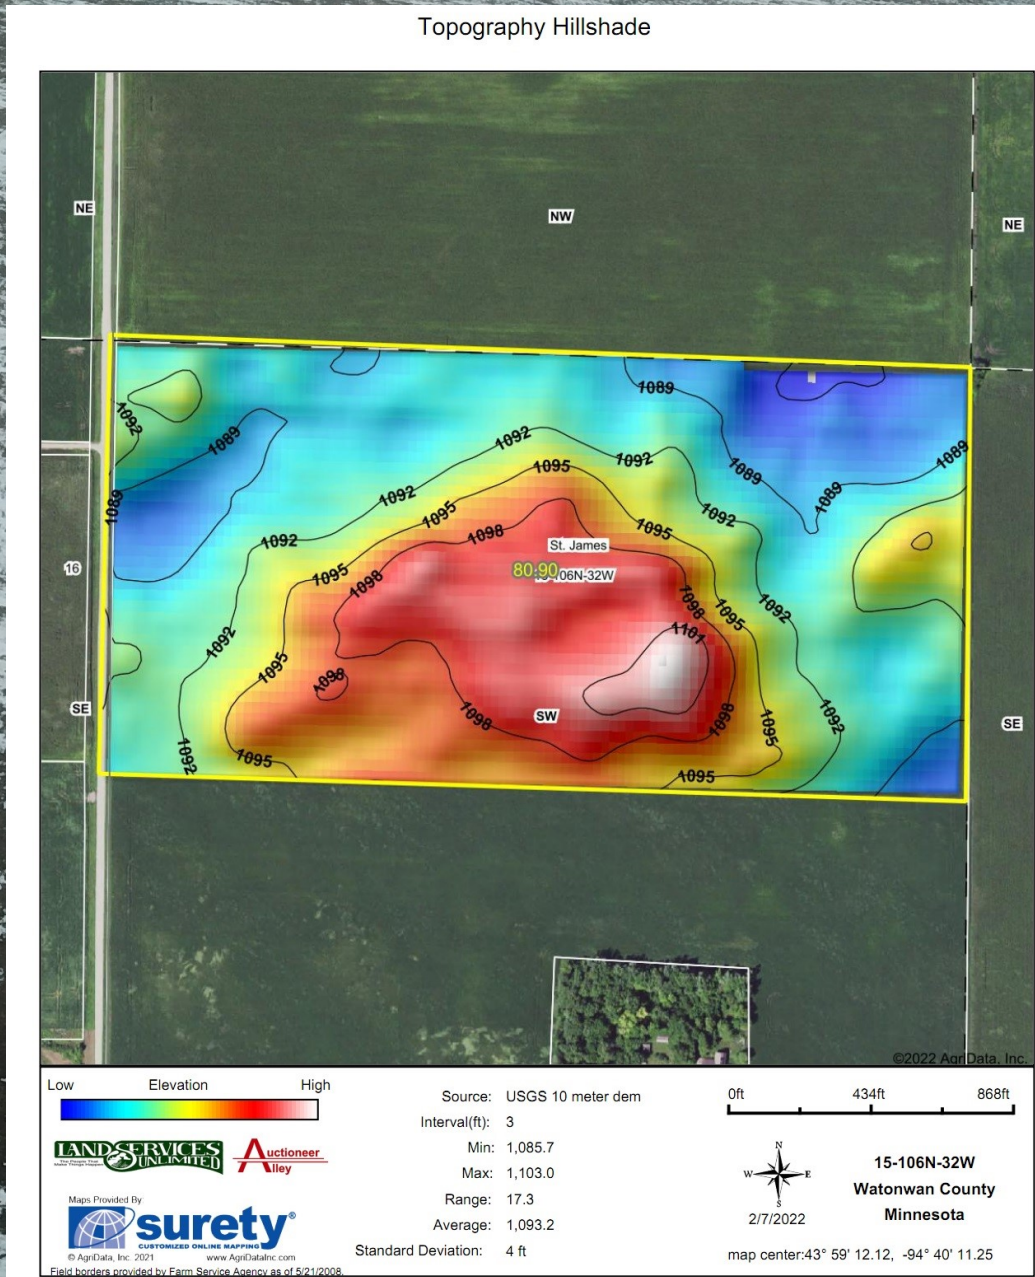 Topography Hillshade
NE
NW
NE
1089
1092
1089
1089
1092
1092
1089
1089
1089
1095
1092
1095
1092
1092
1098
1095
St. James
16
80.90
106N-32W
1095
1098
1098
1095
1092
1092
1101
1095
1098
SE
SW
1098
1098
1095
1092
SE
1092
1095
1095
©2022 AgriData, Inc.
Low Elevation High
LAND SERVICES UNLIMITED
Auctioneer Alley
Maps Provided By:
surety®
CUSTOMIZED ONLINE MAPPING
© AgriData, Inc. 2021 www.AgriDataInc.com
Field borders provided by Farm Service Agency as of 5/21/2008.
Source: USGS 10 meter dem
Interval(ft): 3
Min: 1,085.7
Max: 1,103.0
Range: 17.3
Average: 1,093.2
Standard Deviation: 4 ft
0ft 434ft 868ft
N
W E
S
2/7/2022
15-106N-32W
Watonwan County
Minnesota
map center:43° 59' 12.12, -94° 40' 11.25